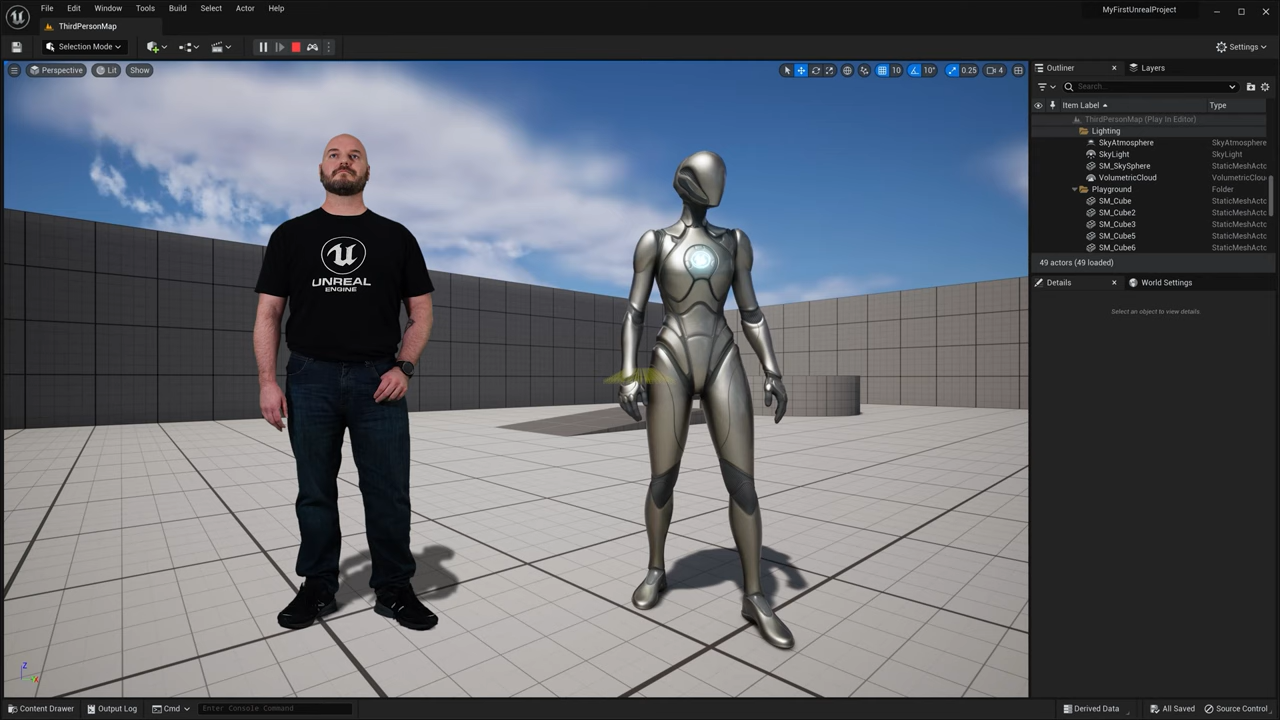 File Edit Window Tools Build Select Actor Help
MyFirstUnrealProject
ThirdPersonMap
Selection Mode
Settings
Perspective Lit Show
10 10° 0.25 4
Outliner Layers
Search...
Item Label Type
ThirdPersonMap (Play In Editor)
Lighting
SkyAtmosphere SkyAtmosphere
SkyLight SkyLight
SM_SkySphere StaticMeshActo
VolumetricCloud VolumetricClou
Playground Folder
SM_Cube StaticMeshActo
SM_Cube2 StaticMeshActo
SM_Cube3 StaticMeshActo
SM_Cube5 StaticMeshActo
SM_Cube6 StaticMeshActo
49 actors (49 loaded)
Details World Settings
Select an object to view details.
UNREAL
ENGINE
Z
X
Content Drawer Output Log Cmd Enter Console Command
Derived Data All Saved Source Control